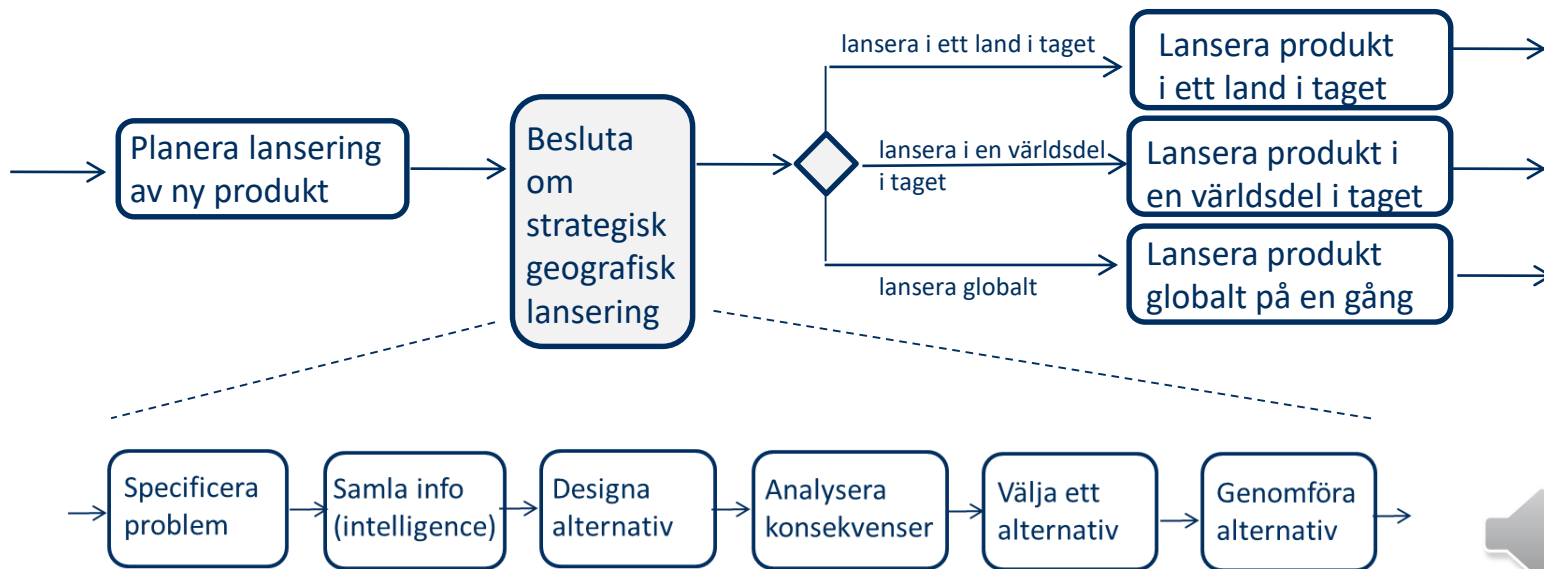 Planera lansering
av ny produkt
Besluta
om
strategisk
geografisk
lansering
lansera i ett land i taget
lansera i en världsdel
i taget
lansera globalt
Lansera produkt
i ett land i taget
Lansera produkt i
en världsdel i taget
Lansera produkt
globalt på en gång
Specificera
problem
Samla info
(intelligence)
Designa
alternativ
Analysera
konsekvenser
Välja ett
alternativ
Genomföra
alternativ